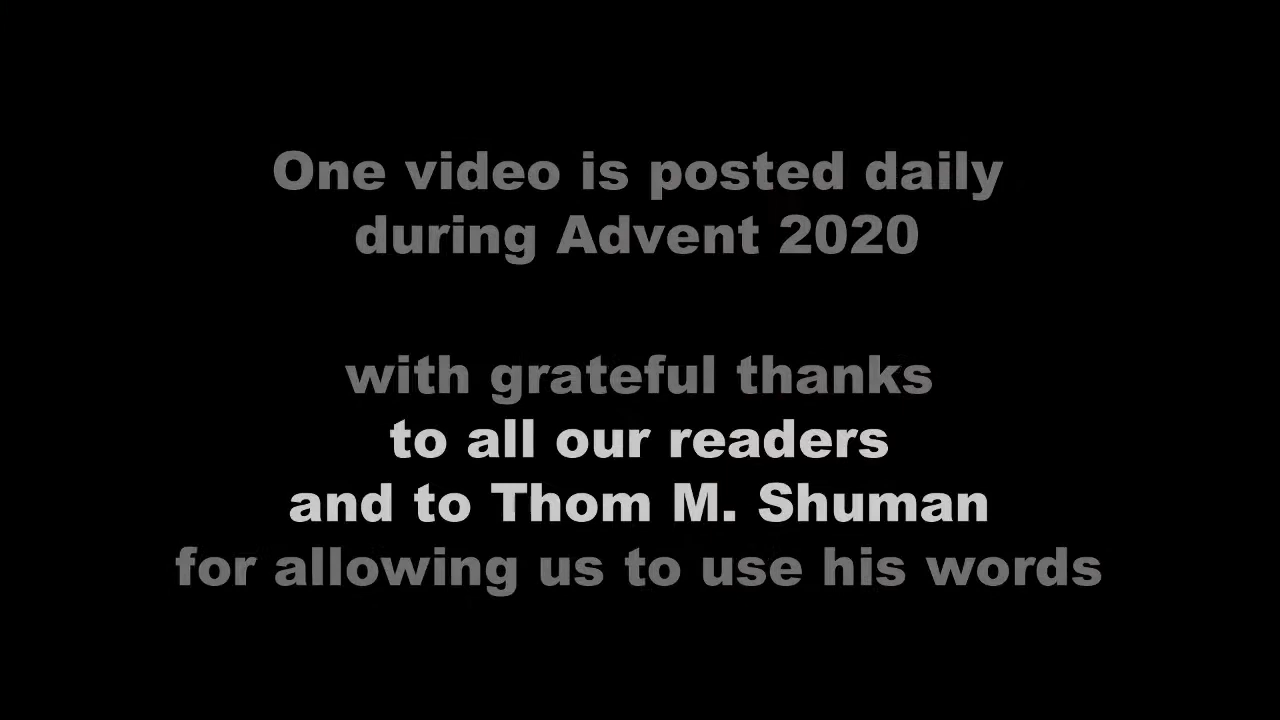 One video is posted daily
during Advent 2020
with grateful thanks
to all our readers
and to Thom M. Shuman
for allowing us to use his words